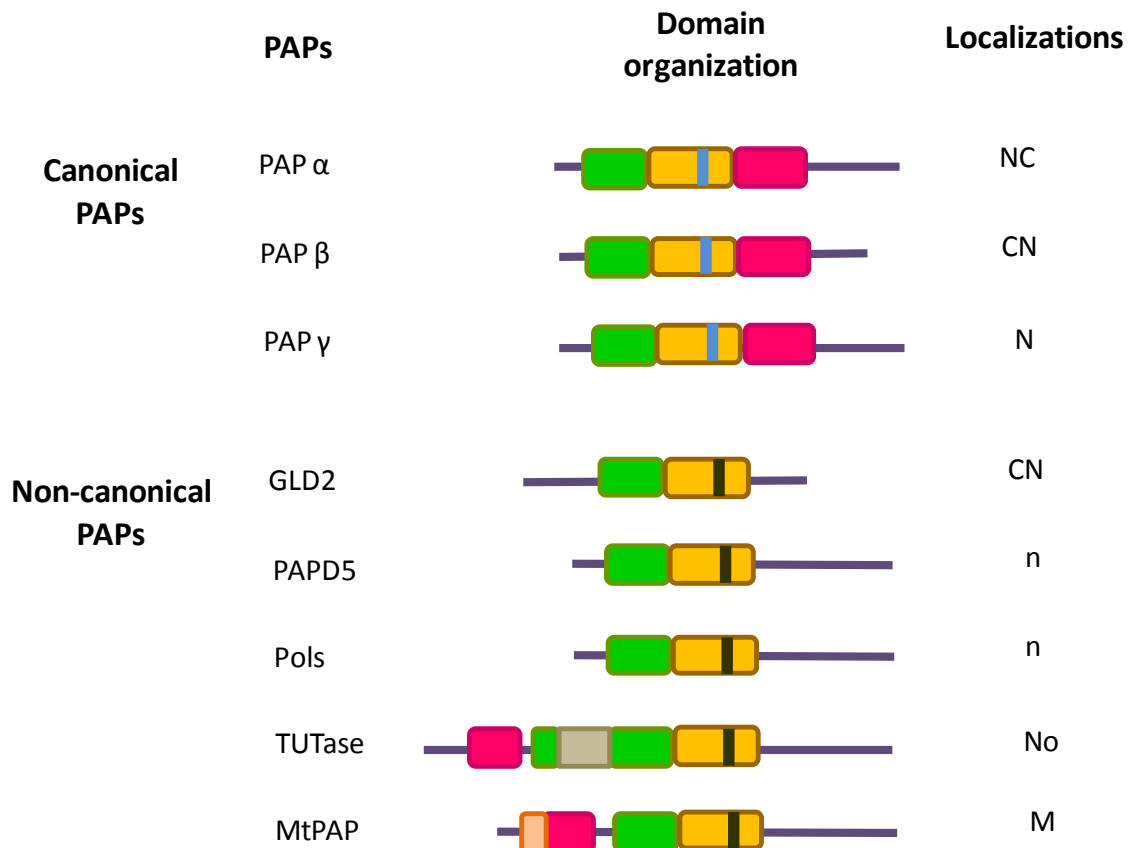 PAPs
Domain
organization
Localizations
Canonical
PAPs
PAP α
NC
PAP β
CN
PAP γ
N
Non-canonical
PAPs
GLD2
CN
PAPD5
n
Pols
n
TUTase
No
MtPAP
M